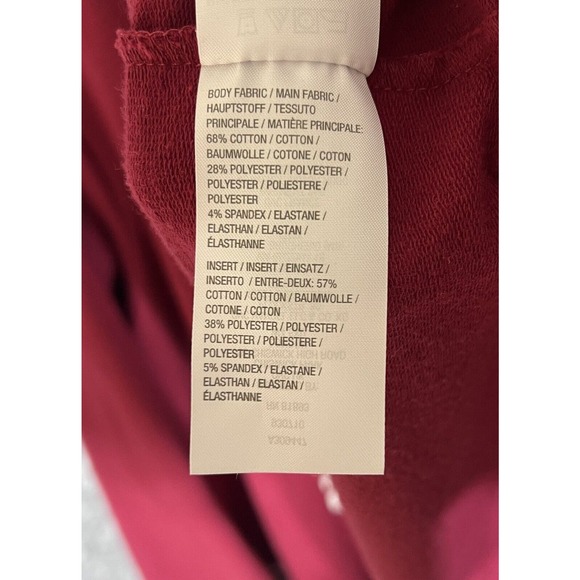 BODY FABRIC / MAIN FABRIC /
HAUPTSTOFF / TESSUTO
PRINCIPALE / MATIÈRE PRINCIPALE:
68% COTTON / COTTON /
BAUMWOLLE / COTONE / COTON
28% POLYESTER / POLYESTER /
POLYESTER / POLIESTERE /
POLYESTER
4% SPANDEX / ELASTANE /
ELASTHAN / ELASTAN /
ÉLASTHANNE
INSERT / INSERT / EINSATZ /
INSERTO / ENTRE-DEUX: 57%
COTTON / COTTON / BAUMWOLLE /
COTONE / COTON
38% POLYESTER / POLYESTER /
POLYESTER / POLIESTERE /
POLYESTER
5% SPANDEX / ELASTANE /
ELASTHAN / ELASTAN /
ÉLASTHANNE